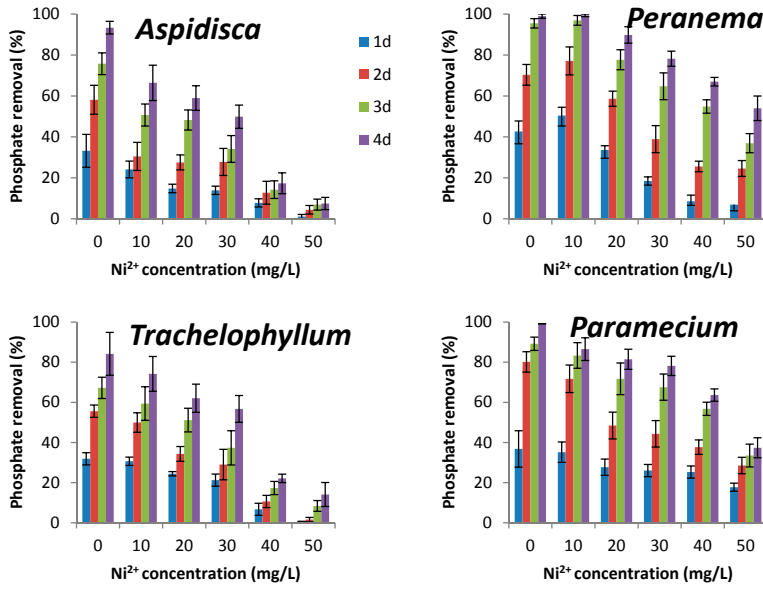 Aspidisca
Phosphate removal (%)
100
80
60
40
20
0
0 10 20 30 40 50
Ni²⁺ concentration (mg/L)
1d
2d
3d
4d
Peranema
Phosphate removal (%)
100
80
60
40
20
0
0 10 20 30 40 50
Ni²⁺ concentration (mg/L)
Trachelophyllum
Phosphate removal (%)
100
80
60
40
20
0
0 10 20 30 40 50
Ni²⁺ concentration (mg/L)
Paramecium
Phosphate removal (%)
100
80
60
40
20
0
0 10 20 30 40 50
Ni²⁺ concentration (mg/L)